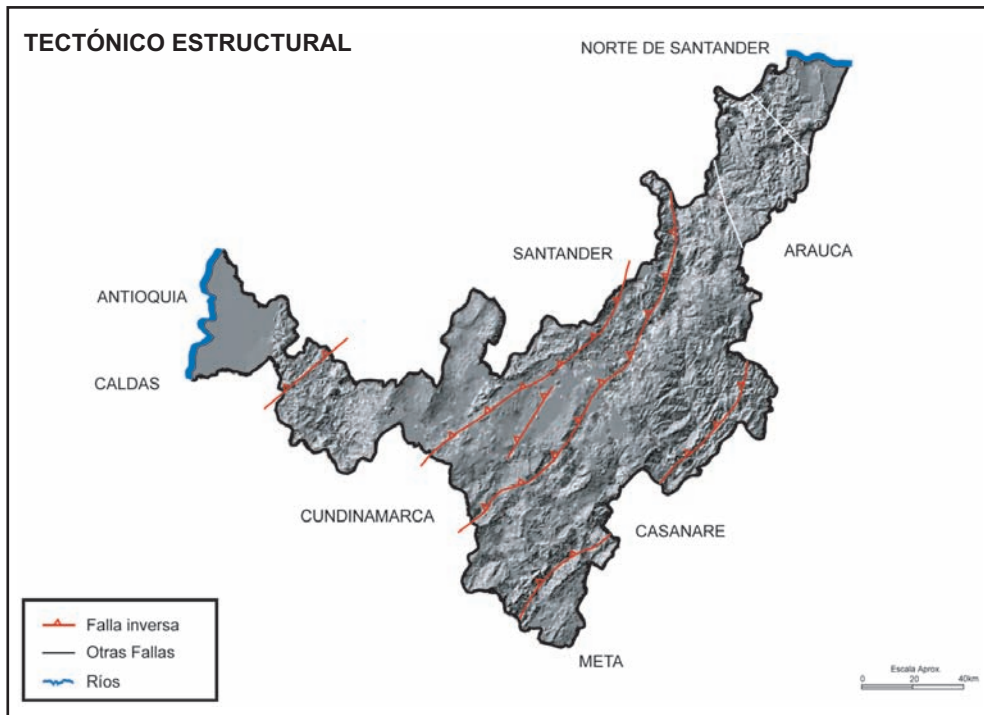 TECTÓNICO ESTRUCTURAL
NORTE DE SANTANDER
SANTANDER
ARAUCA
ANTIOQUIA
CALDAS
CUNDINAMARCA
CASANARE
META
Falla inversa
Otras Fallas
Ríos
Escala Aprox.
0 20 40km